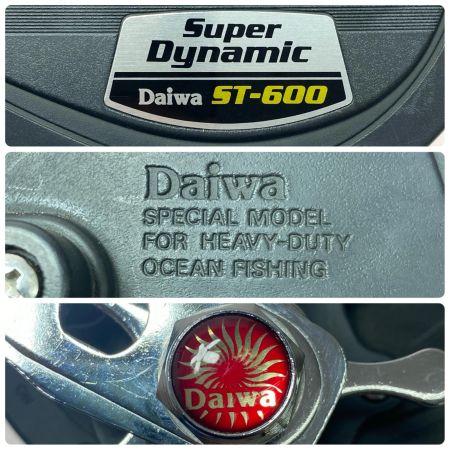 Super
Dynamic
Daiwa ST-600
Daiwa
SPECIAL MODEL
FOR HEAVY-DUTY
OCEAN FISHING
Daiwa